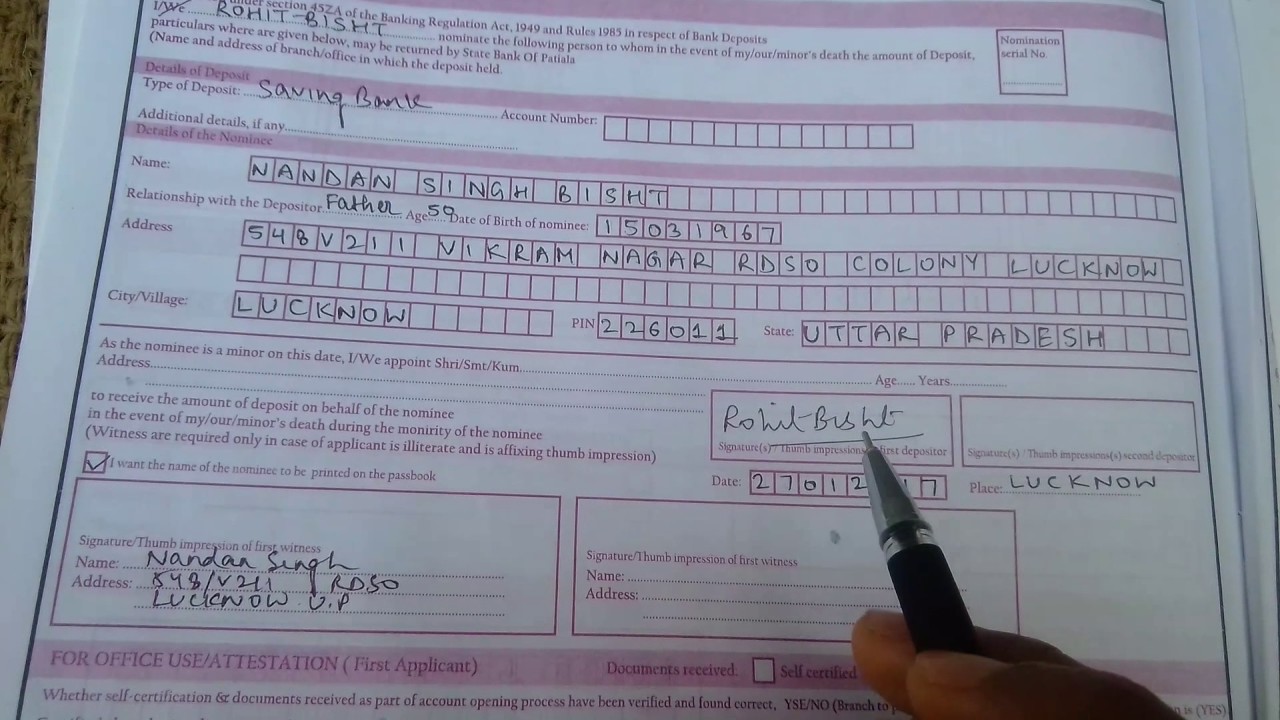 under section 45ZA of the Banking Regulation Act, 1949 and Rules 1985 in respect of Bank Deposits
I/We ROHIT BISHT nominate the following person to whom in the event of my/our/minor's death the amount of Deposit,
particulars where are given below, may be returned by State Bank Of Patiala
(Name and address of branch/office in which the deposit held.
Nomination
serial No
Details of Deposit
Type of Deposit: Saving Bank Account Number:
Additional details, if any
Details of the Nominee
Name: NANDAN SINGH BISHT
Relationship with the Depositor Father Age 50 Date of Birth of nominee: 15031967
Address 548V211 VIKRAM NAGAR RDSO COLONY LUCKNOW
City/Village: LUCKNOW PIN 226011 State: UTTAR PRADESH
As the nominee is a minor on this date, I/We appoint Shri/Smt/Kum Age Years
Address
to receive the amount of deposit on behalf of the nominee
in the event of my/our/minor's death during the monirity of the nominee
(Witness are required only in case of applicant is illiterate and is affixing thumb impression)
Rohit Bisht
Signature(s) / Thumb impressions first depositor
Signature(s) / Thumb impressions(s) second depositor
I want the name of the nominee to be printed on the passbook
Date: 27012 17 Place: LUCKNOW
Signature/Thumb impression of first witness
Name: Nandan Singh
Address: 548/V211 RDSO
LUCKNOW U.P
Signature/Thumb impression of first witness
Name:
Address:
FOR OFFICE USE/ATTESTATION ( First Applicant) Documents received: Self certified
Whether self-certification & documents received as part of account opening process have been verified and found correct, YSE/NO (Branch to is (YES)